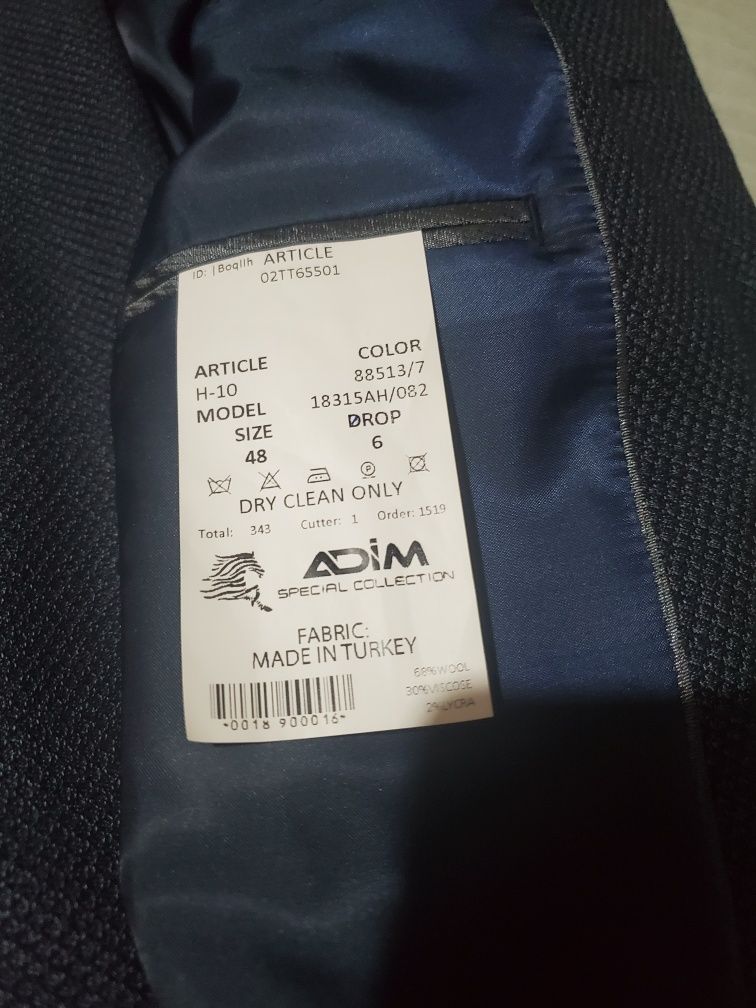 ID: |Boqllh ARTICLE
02TT65501
ARTICLE COLOR
H-10 88513/7
MODEL 18315AH/082
SIZE DROP
48 6
DRY CLEAN ONLY
Total: 343 Cutter: 1 Order: 1519
ADİM
SPECIAL COLLECTION
FABRIC:
MADE IN TURKEY
68%WOOL
30%VISCOSE
2%LYCRA
*0018 900016*